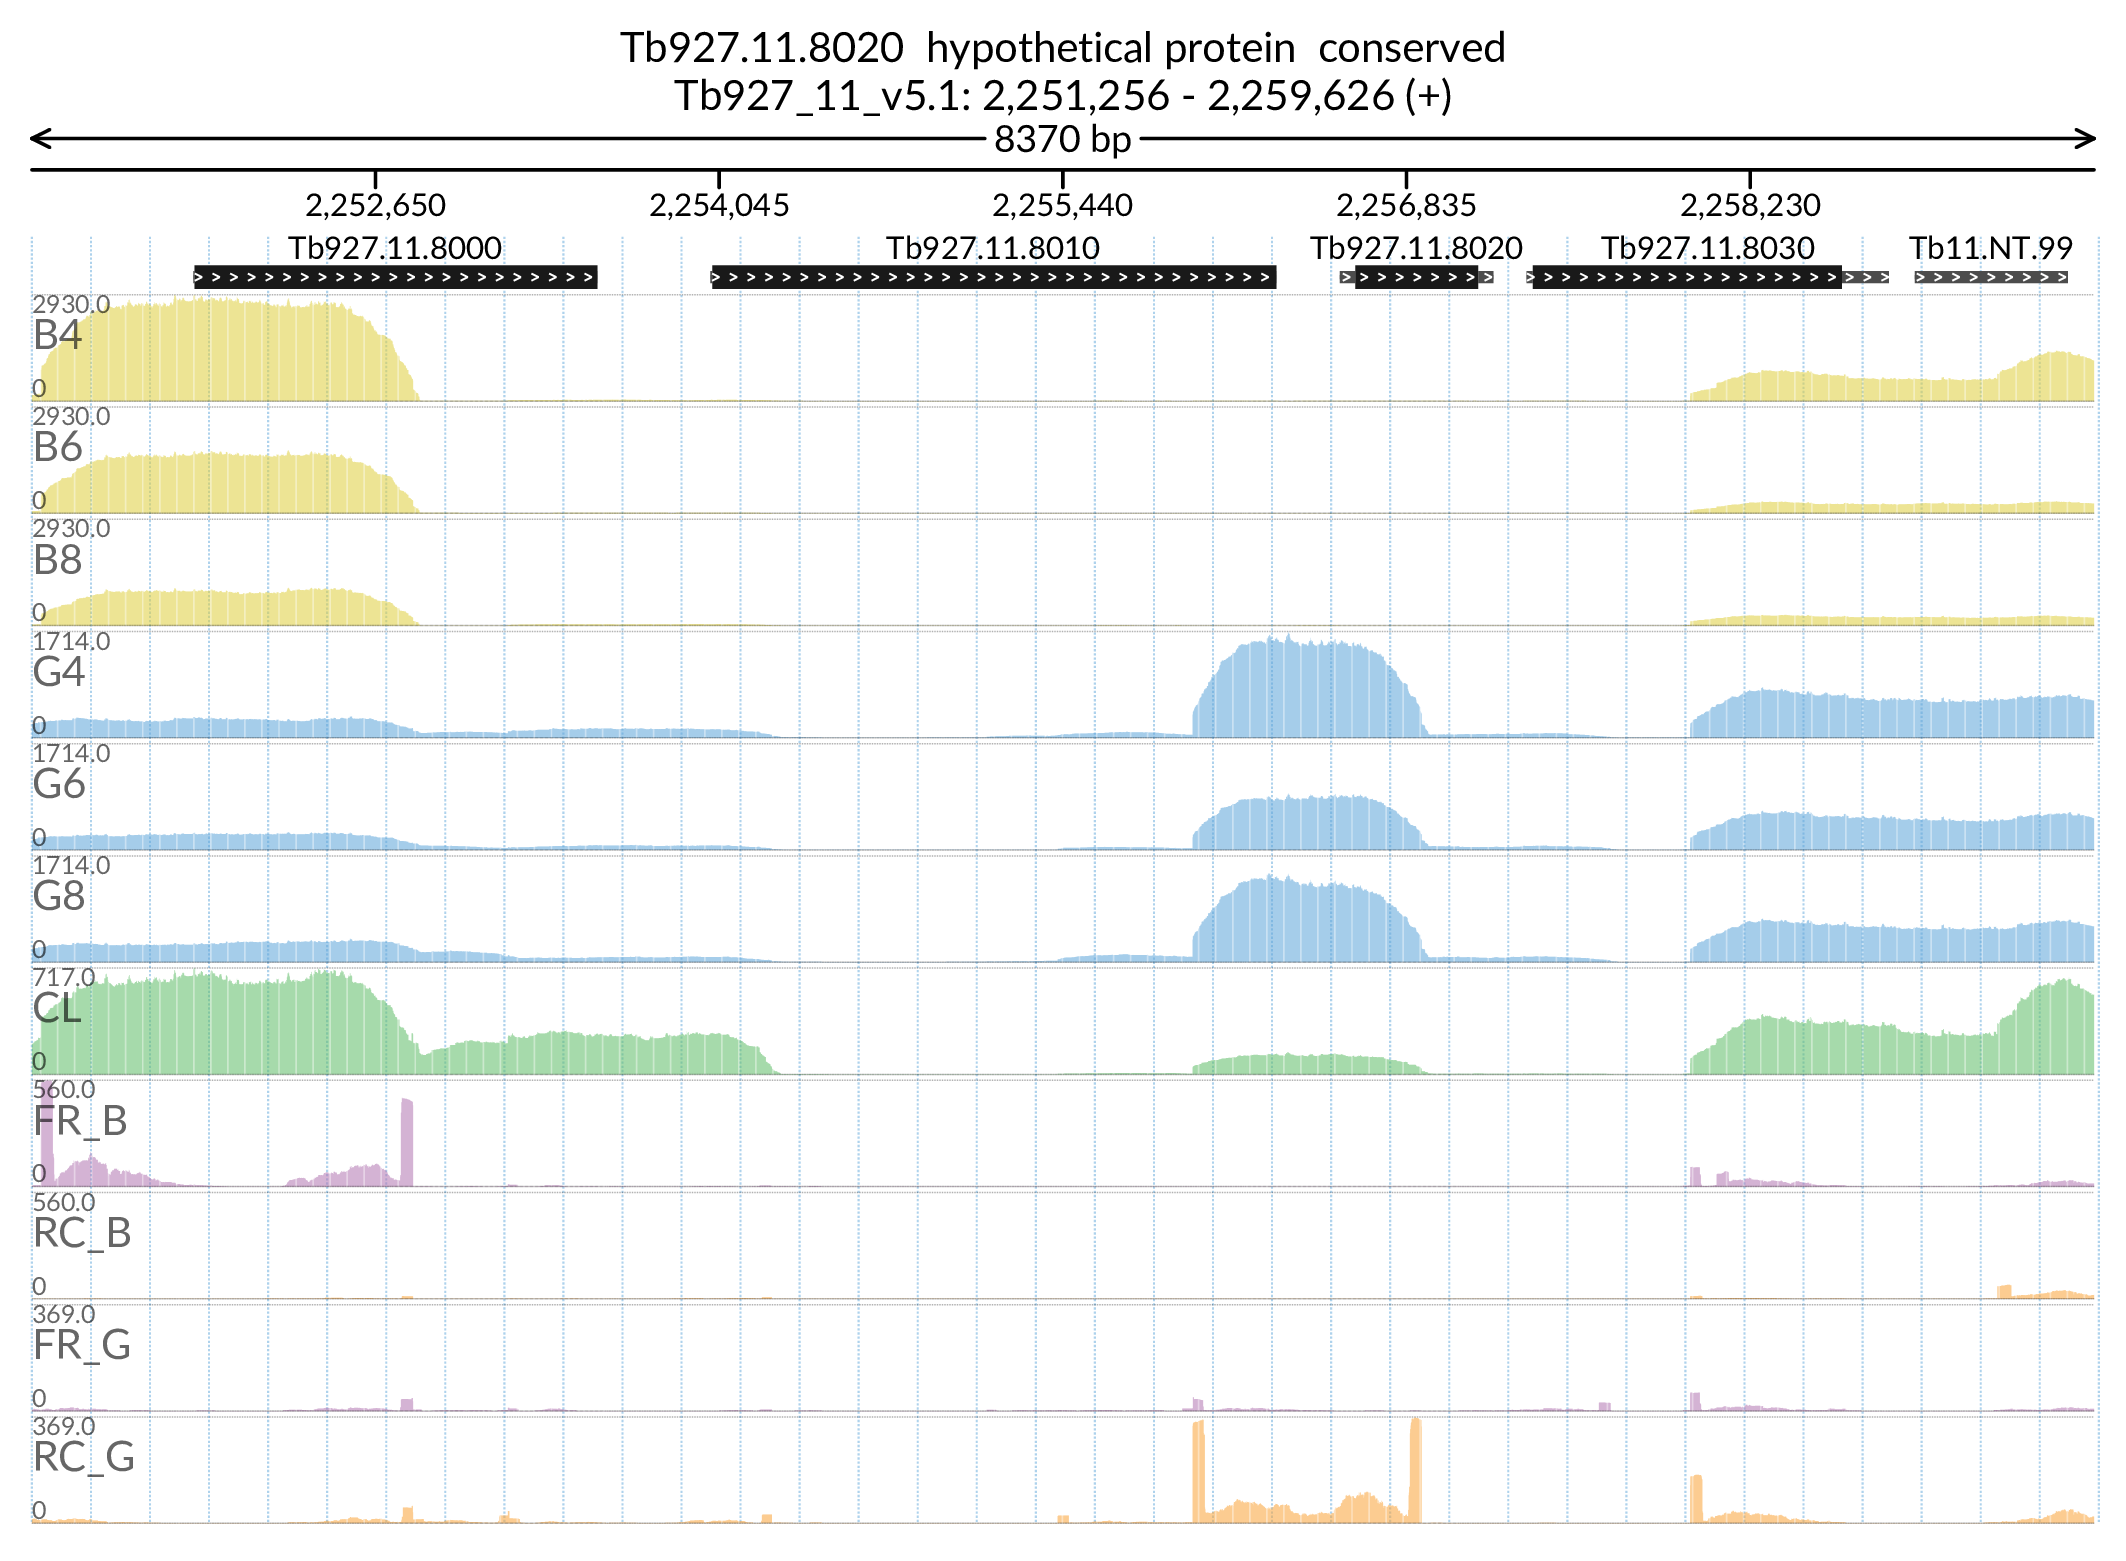 Tb927.11.8020 hypothetical protein conserved
Tb927_11_v5.1: 2,251,256 - 2,259,626 (+)
8370 bp
2,252,650 2,254,045 2,255,440 2,256,835 2,258,230
Tb927.11.8000 Tb927.11.8010 Tb927.11.8020 Tb927.11.8030 Tb11.NT.99
2930.0
B4
0
2930.0
B6
0
2930.0
B8
0
1714.0
G4
0
1714.0
G6
0
1714.0
G8
0
717.0
CL
0
560.0
FR_B
0
560.0
RC_B
0
369.0
FR_G
0
369.0
RC_G
0